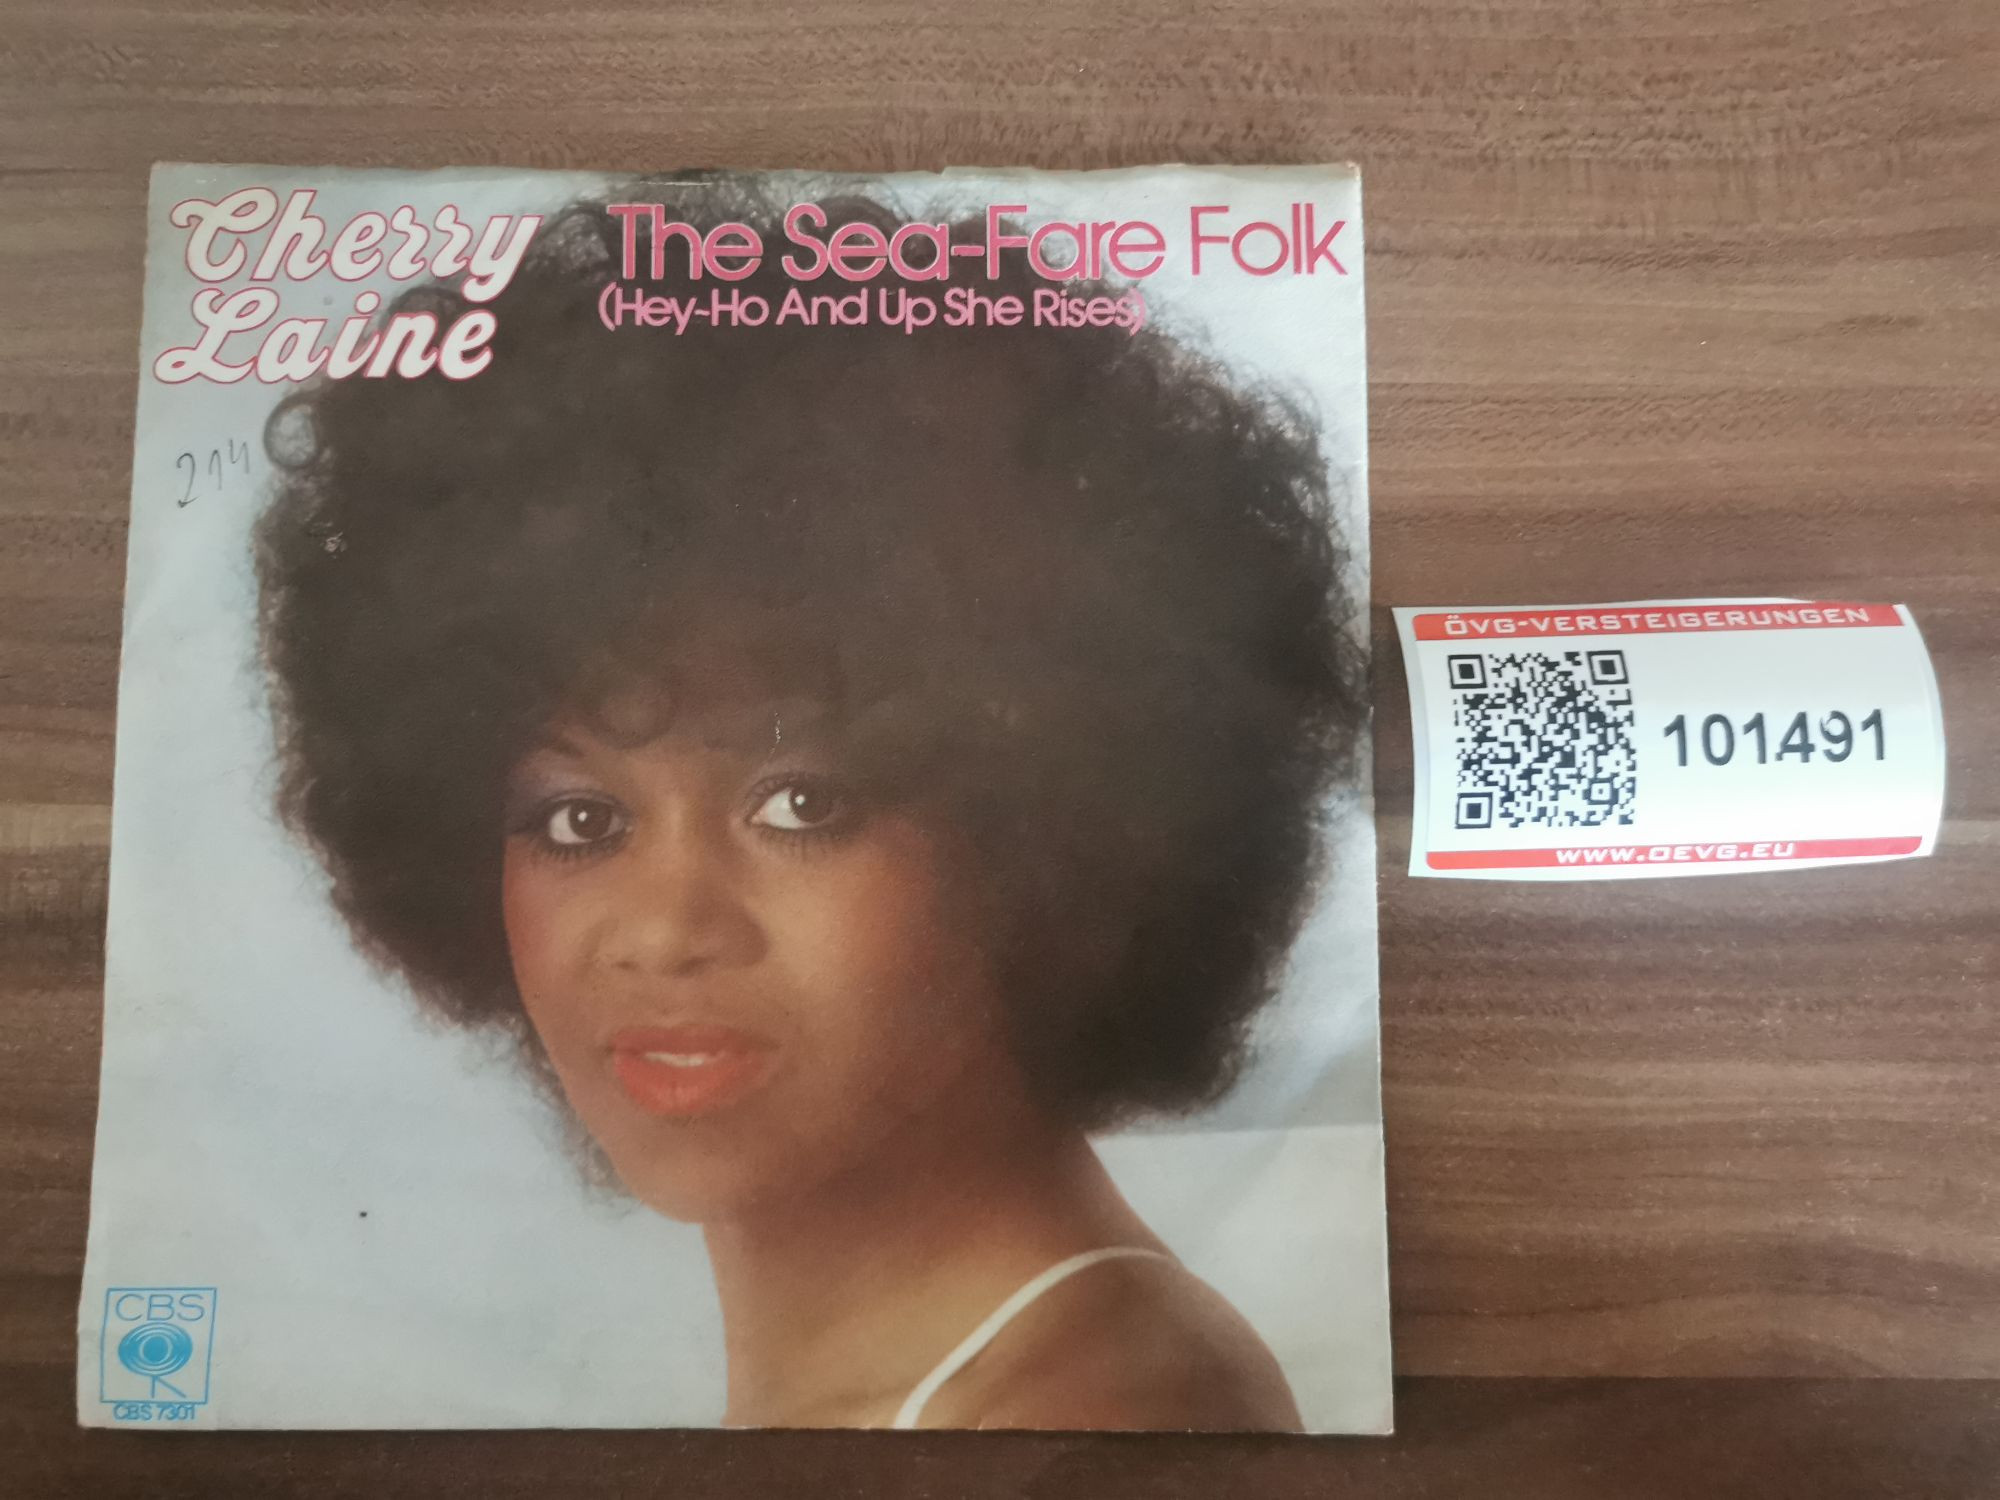 Cherry
Laine
The Sea-Fare Folk
(Hey-Ho And Up She Rises)
214
CBS
CBS 7301
ÖVG-VERSTEIGERUNGEN
101491
WWW.OEVG.EU